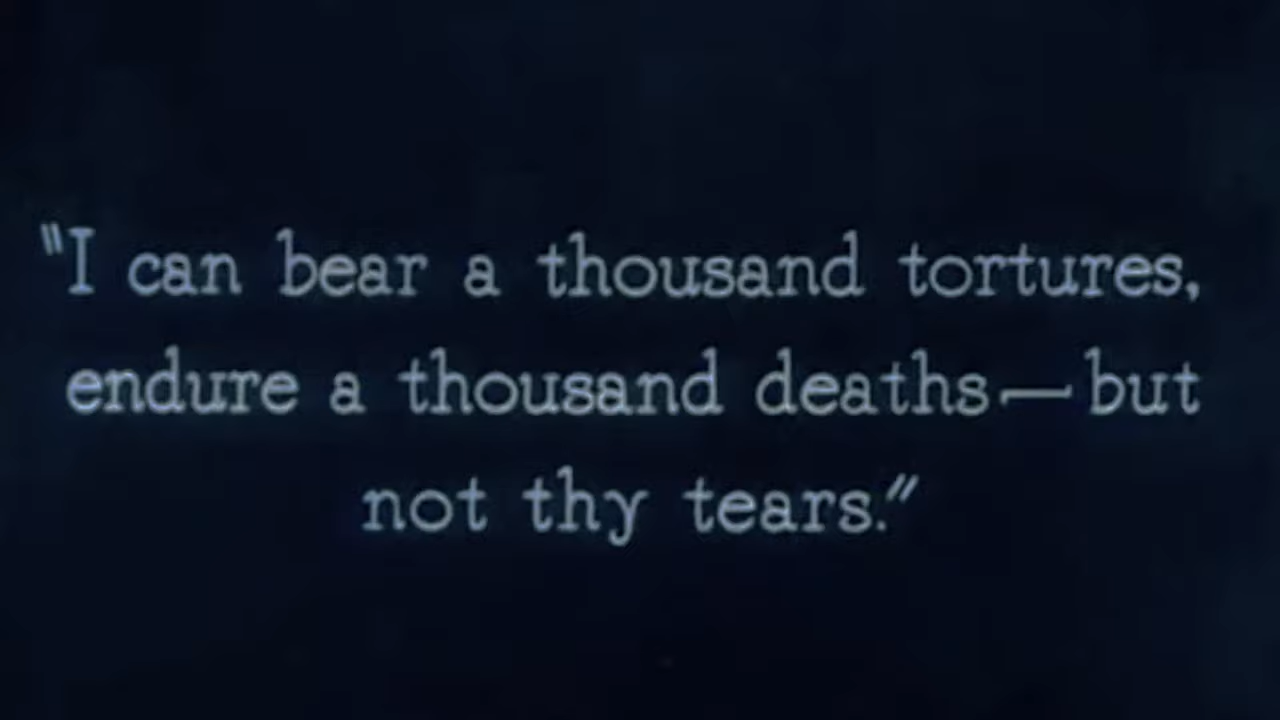 "I can bear a thousand tortures,
endure a thousand deaths—but
not thy tears."